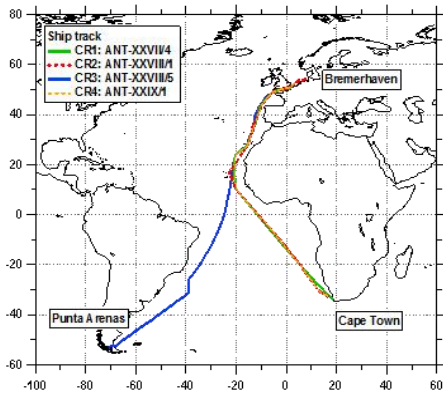 80
Ship track
CR1: ANT-XXVII/4
CR2: ANT-XXVIII/1
CR3: ANT-XXVIII/5
CR4: ANT-XXIX/1
60
Bremerhaven
40
20
0
-20
-40
Punta Arenas
Cape Town
-60
-100 -80 -60 -40 -20 0 20 40 60